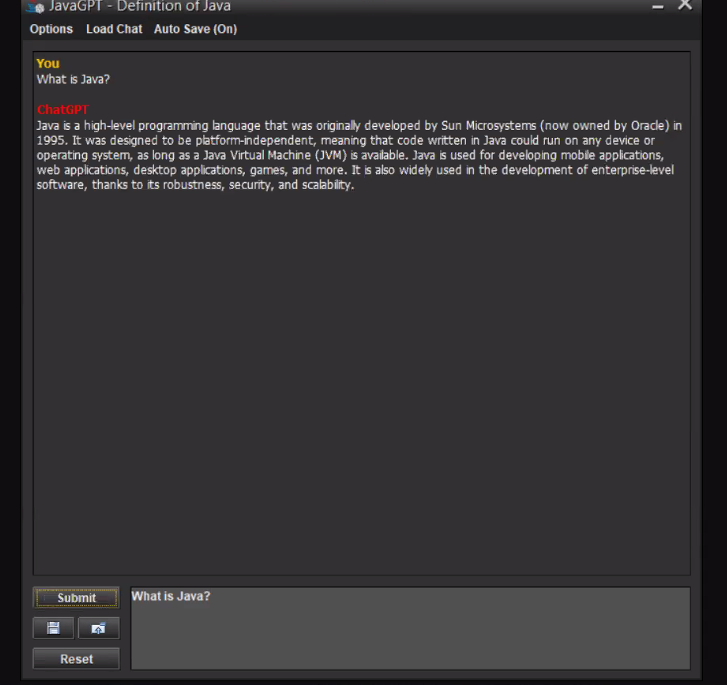 JavaGPT - Definition of Java
Options Load Chat Auto Save (On)
You
What is Java?
ChatGPT
Java is a high-level programming language that was originally developed by Sun Microsystems (now owned by Oracle) in
1995. It was designed to be platform-independent, meaning that code written in Java could run on any device or
operating system, as long as a Java Virtual Machine (JVM) is available. Java is used for developing mobile applications,
web applications, desktop applications, games, and more. It is also widely used in the development of enterprise-level
software, thanks to its robustness, security, and scalability.
Submit
What is Java?
Reset